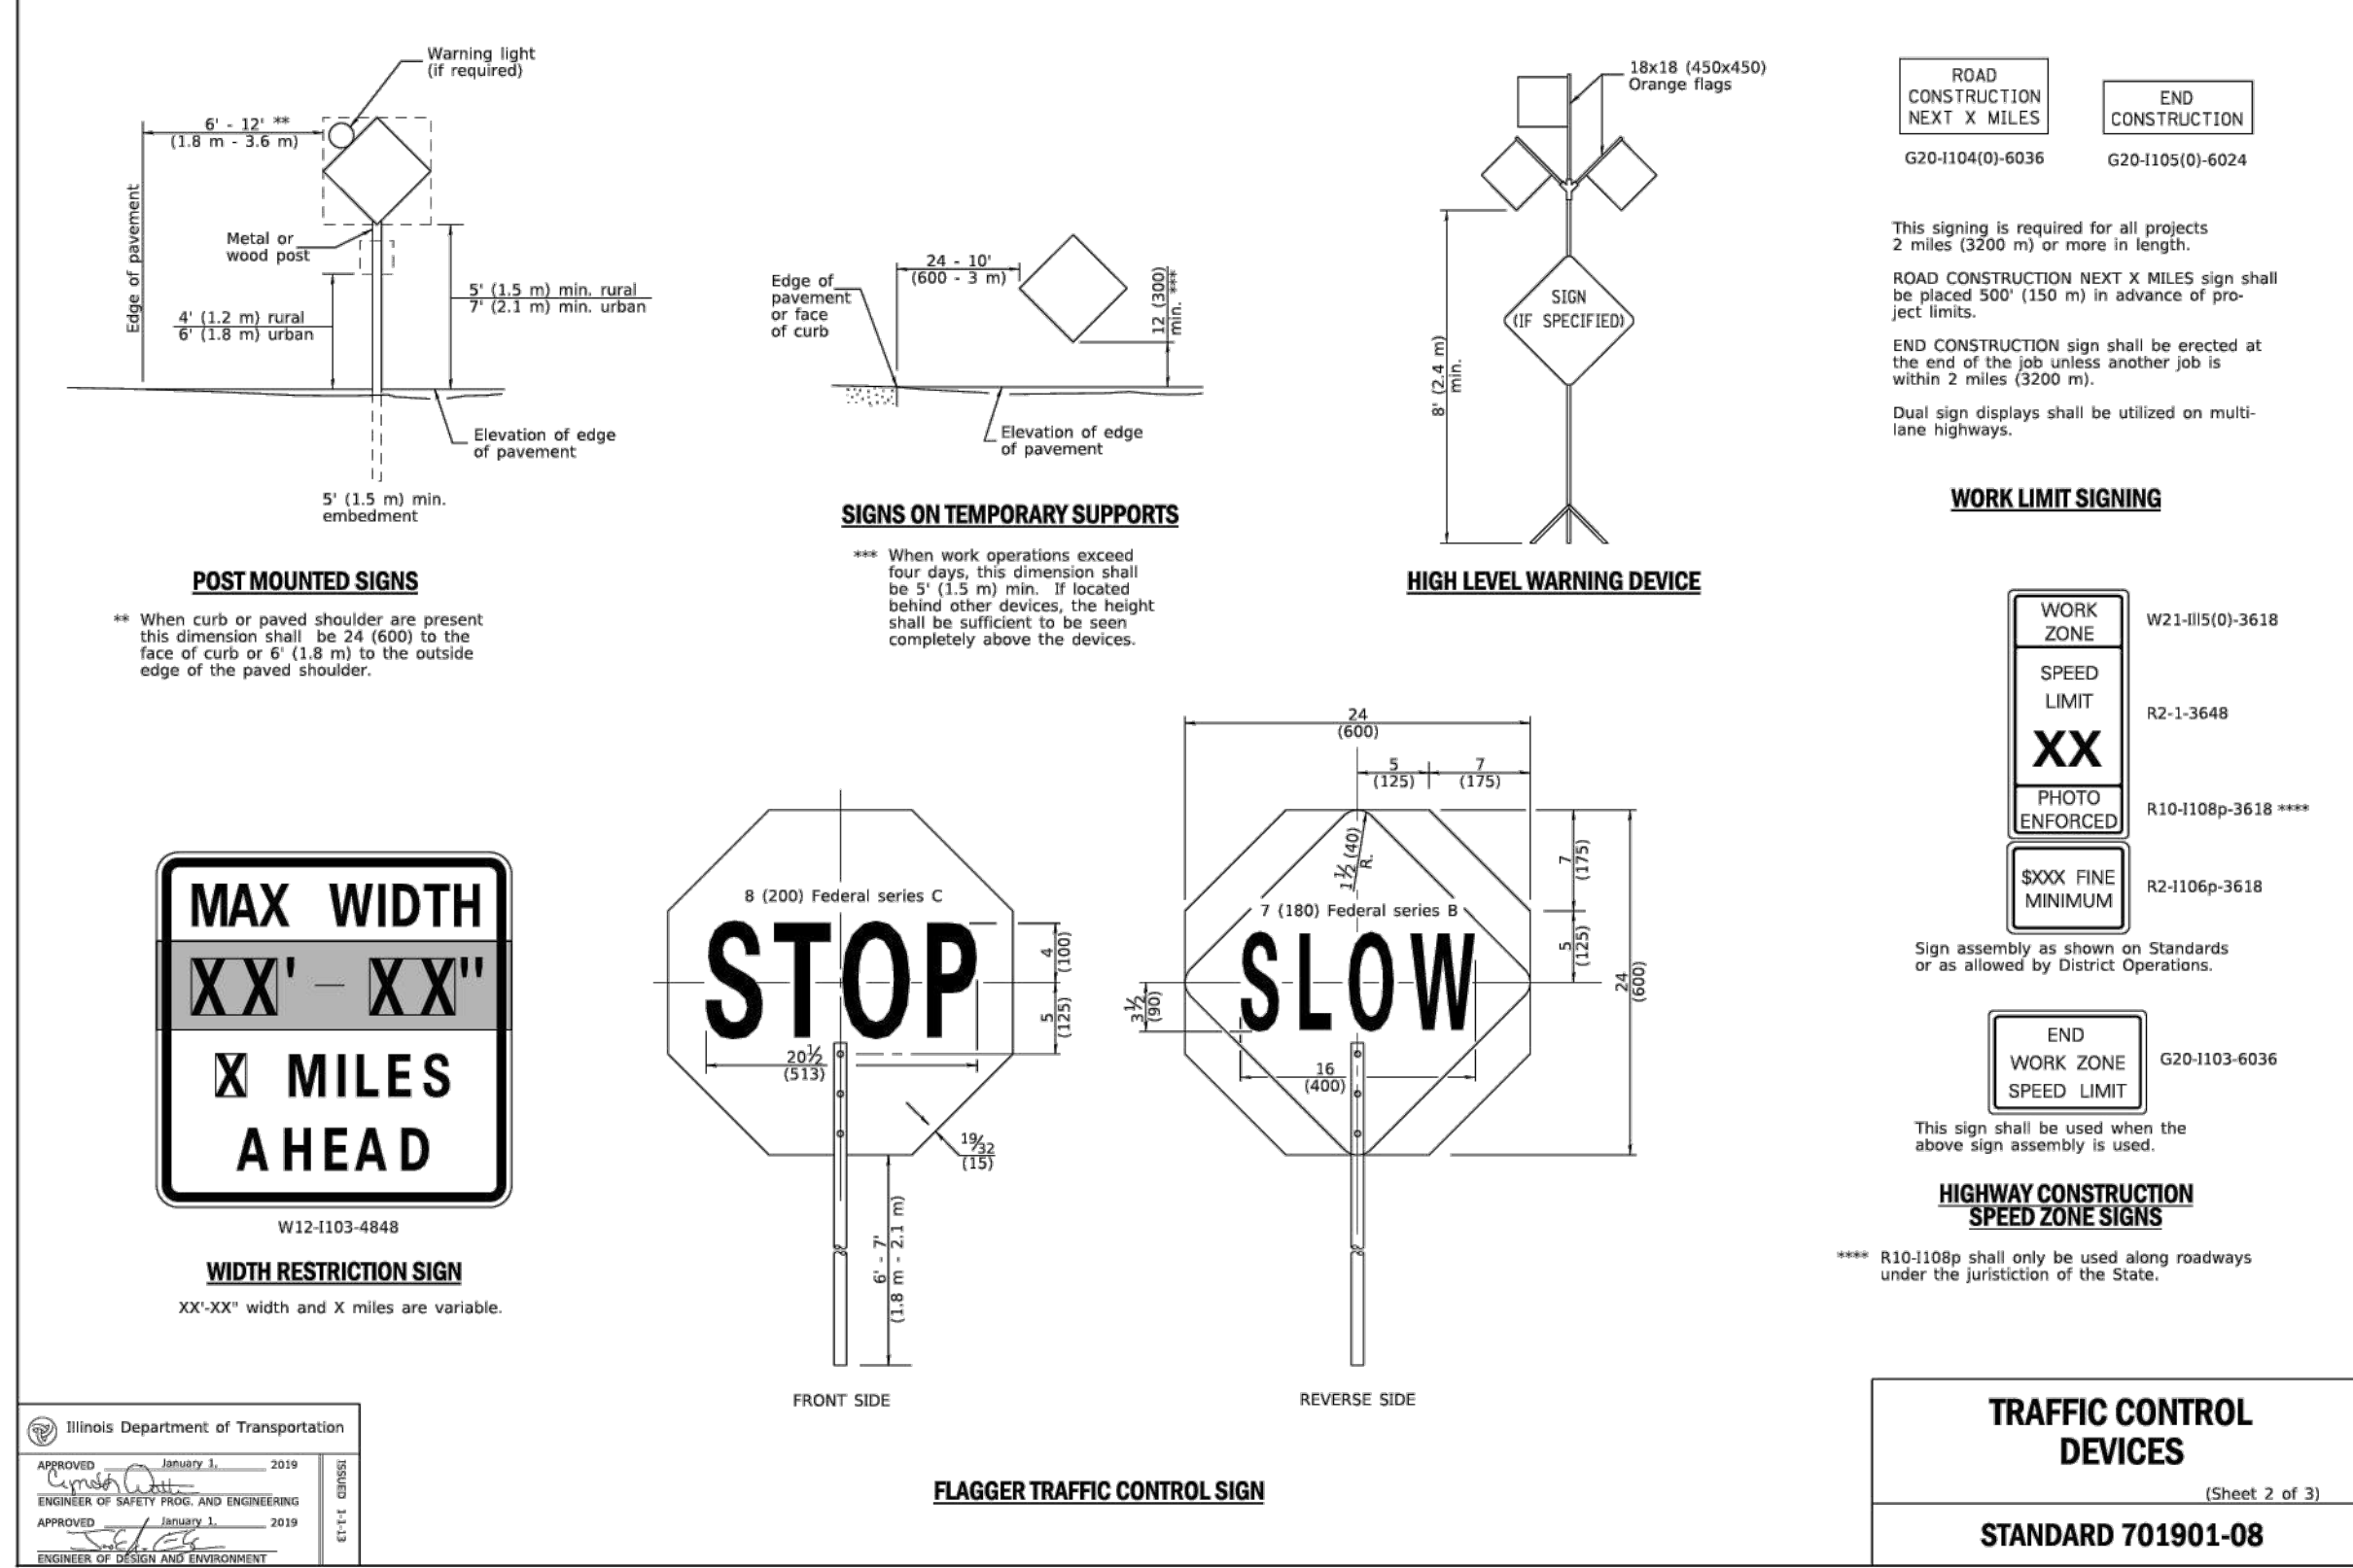 Warning light
(if required)
6' - 12' **
(1.8 m - 3.6 m)
Edge of pavement
Metal or
wood post
4' (1.2 m) rural
6' (1.8 m) urban
5' (1.5 m) min. rural
7' (2.1 m) min. urban
Elevation of edge
of pavement
5' (1.5 m) min.
embedment
POST MOUNTED SIGNS
** When curb or paved shoulder are present
this dimension shall be 24 (600) to the
face of curb or 6' (1.8 m) to the outside
edge of the paved shoulder.
Edge of
pavement
or face
of curb
24 - 10'
(600 - 3 m)
12 (300)
min. ***
Elevation of edge
of pavement
SIGNS ON TEMPORARY SUPPORTS
*** When work operations exceed
four days, this dimension shall
be 5' (1.5 m) min. If located
behind other devices, the height
shall be sufficient to be seen
completely above the devices.
18x18 (450x450)
Orange flags
SIGN
(IF SPECIFIED)
8' (2.4 m)
min.
HIGH LEVEL WARNING DEVICE
ROAD
CONSTRUCTION
NEXT X MILES
G20-I104(0)-6036
END
CONSTRUCTION
G20-I105(0)-6024
This signing is required for all projects
2 miles (3200 m) or more in length.
ROAD CONSTRUCTION NEXT X MILES sign shall
be placed 500' (150 m) in advance of pro-
ject limits.
END CONSTRUCTION sign shall be erected at
the end of the job unless another job is
within 2 miles (3200 m).
Dual sign displays shall be utilized on multi-
lane highways.
WORK LIMIT SIGNING
MAX WIDTH
XX' - XX"
X MILES
AHEAD
W12-I103-4848
WIDTH RESTRICTION SIGN
XX'-XX" width and X miles are variable.
8 (200) Federal series C
STOP
4
(100)
5
(125)
20 1/2
(513)
19/32
(15)
6' - 7'
(1.8 m - 2.1 m)
FRONT SIDE
24
(600)
5
(125)
7
(175)
1 1/2 (40)
R.
7 (180) Federal series B
SLOW
7
(175)
5
(125)
24
(600)
3 1/2
(90)
16
(400)
REVERSE SIDE
FLAGGER TRAFFIC CONTROL SIGN
WORK
ZONE
W21-III5(0)-3618
SPEED
LIMIT
XX
R2-1-3648
PHOTO
ENFORCED
R10-I108p-3618 ****
$XXX FINE
MINIMUM
R2-I106p-3618
Sign assembly as shown on Standards
or as allowed by District Operations.
END
WORK ZONE
SPEED LIMIT
G20-I103-6036
This sign shall be used when the
above sign assembly is used.
HIGHWAY CONSTRUCTION
SPEED ZONE SIGNS
**** R10-I108p shall only be used along roadways
under the juristiction of the State.
Illinois Department of Transportation
APPROVED January 1, 2019
ENGINEER OF SAFETY PROG. AND ENGINEERING
APPROVED January 1, 2019
ENGINEER OF DESIGN AND ENVIRONMENT
ISSUED 1-1-13
TRAFFIC CONTROL
DEVICES
(Sheet 2 of 3)
STANDARD 701901-08